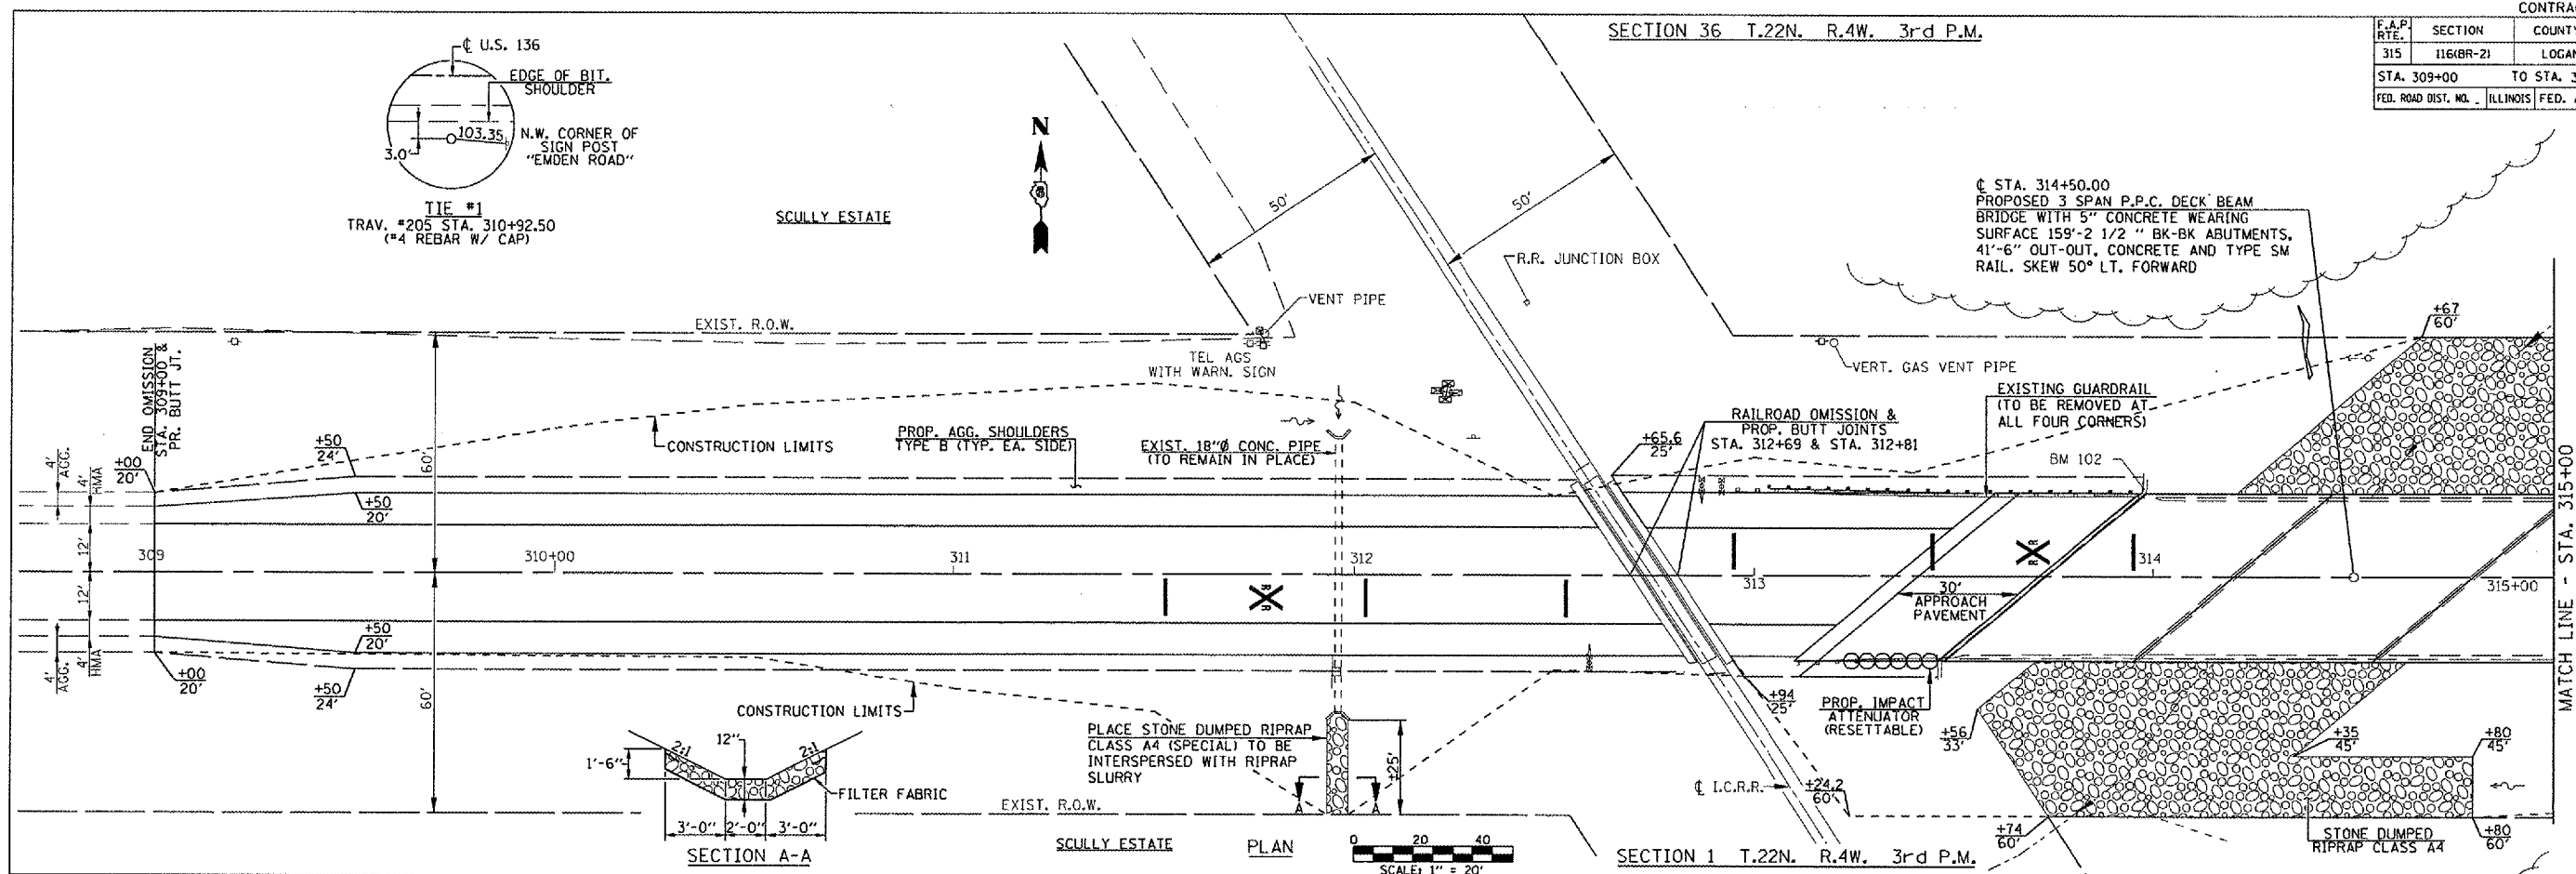 CONTRA
F.A.P. RTE. SECTION COUNTY
315 116(BR-2) LOGAN
STA. 309+00 TO STA. 3
FED. ROAD DIST. NO. _ ILLINOIS FED.
SECTION 36 T.22N. R.4W. 3rd P.M.
℄ U.S. 136
EDGE OF BIT.
SHOULDER
103.35
3.0'
N.W. CORNER OF
SIGN POST
"EMDEN ROAD"
TIE #1
TRAV. #205 STA. 310+92.50
(#4 REBAR W/ CAP)
SCULLY ESTATE
N
50'
50'
R.R. JUNCTION BOX
VENT PIPE
℄ STA. 314+50.00
PROPOSED 3 SPAN P.P.C. DECK BEAM
BRIDGE WITH 5" CONCRETE WEARING
SURFACE 159'-2 1/2 " BK-BK ABUTMENTS,
41'-6" OUT-OUT, CONCRETE AND TYPE SM
RAIL. SKEW 50° LT. FORWARD
EXIST. R.O.W.
TEL AGS
WITH WARN. SIGN
VERT. GAS VENT PIPE
+67
60'
END OMISSION
STA. 309+00 &
PR. BUTT JT.
CONSTRUCTION LIMITS
PROP. AGG. SHOULDERS
TYPE B (TYP. EA. SIDE)
EXIST. 18"Ø CONC. PIPE
(TO REMAIN IN PLACE)
RAILROAD OMISSION &
PROP. BUTT JOINTS
STA. 312+69 & STA. 312+81
EXISTING GUARDRAIL
(TO BE REMOVED AT
ALL FOUR CORNERS)
BM 102
+65.6
25'
+50
24'
+00
20'
4'
AGG.
4'
HMA
+50
20'
60'
12'
309
310+00
311
312
313
314
315+00
R R
R R
12'
60'
30'
APPROACH
PAVEMENT
+50
20'
4'
AGG.
4'
HMA
+00
20'
+50
24'
CONSTRUCTION LIMITS
PLACE STONE DUMPED RIPRAP
CLASS A4 (SPECIAL) TO BE
INTERSPERSED WITH RIPRAP
SLURRY
±25'
A
A
+94
25'
PROP. IMPACT
ATTENUATOR
(RESETTABLE)
+56
33'
+35
45'
+80
45'
℄ I.C.R.R.
+24.2
60'
+74
60'
STONE DUMPED
RIPRAP CLASS A4
+80
60'
MATCH LINE - STA. 315+00
2:1
12"
2:1
1'-6"
FILTER FABRIC
3'-0" 2'-0" 3'-0"
SECTION A-A
EXIST. R.O.W.
SCULLY ESTATE
PLAN
0 20 40
SCALE: 1" = 20'
SECTION 1 T.22N. R.4W. 3rd P.M.